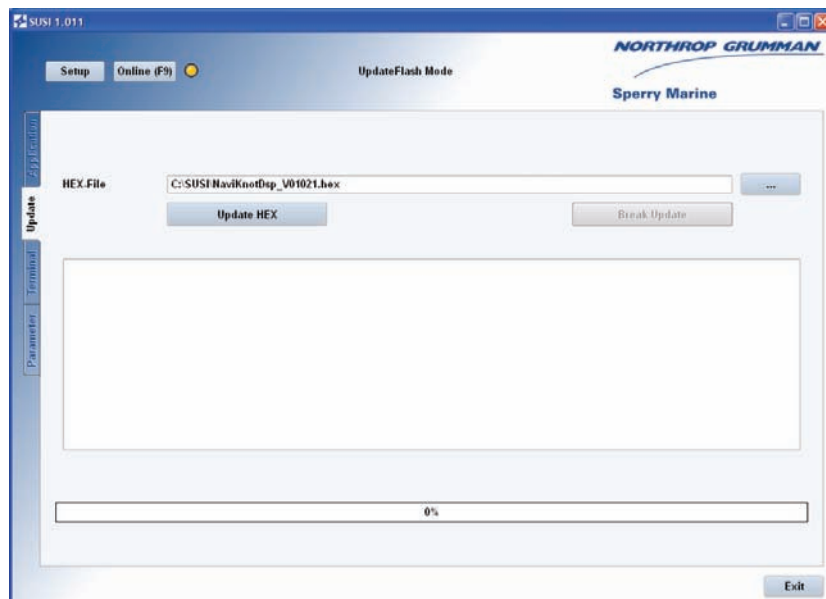 SUSI 1.011
NORTHROP GRUMMAN
Setup Online (F9) UpdateFlash Mode
Sperry Marine
Application
HEX-File C:\SUSI\NaviKnotDsp_V01021.hex ...
Update
Update HEX Break Update
Terminal
Parameter
0%
Exit